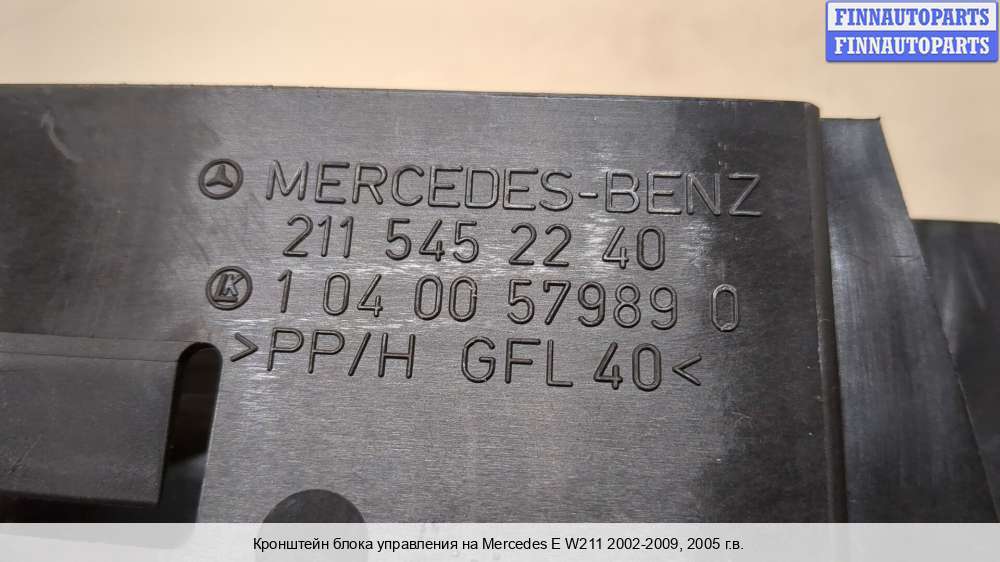 FINNAUTOPARTS
FINNAUTOPARTS
MERCEDES-BENZ
211 545 22 40
LK 1 04 00 57989 0
>PP/H GFL 40<
Кронштейн блока управления на Mercedes E W211 2002-2009, 2005 г.в.